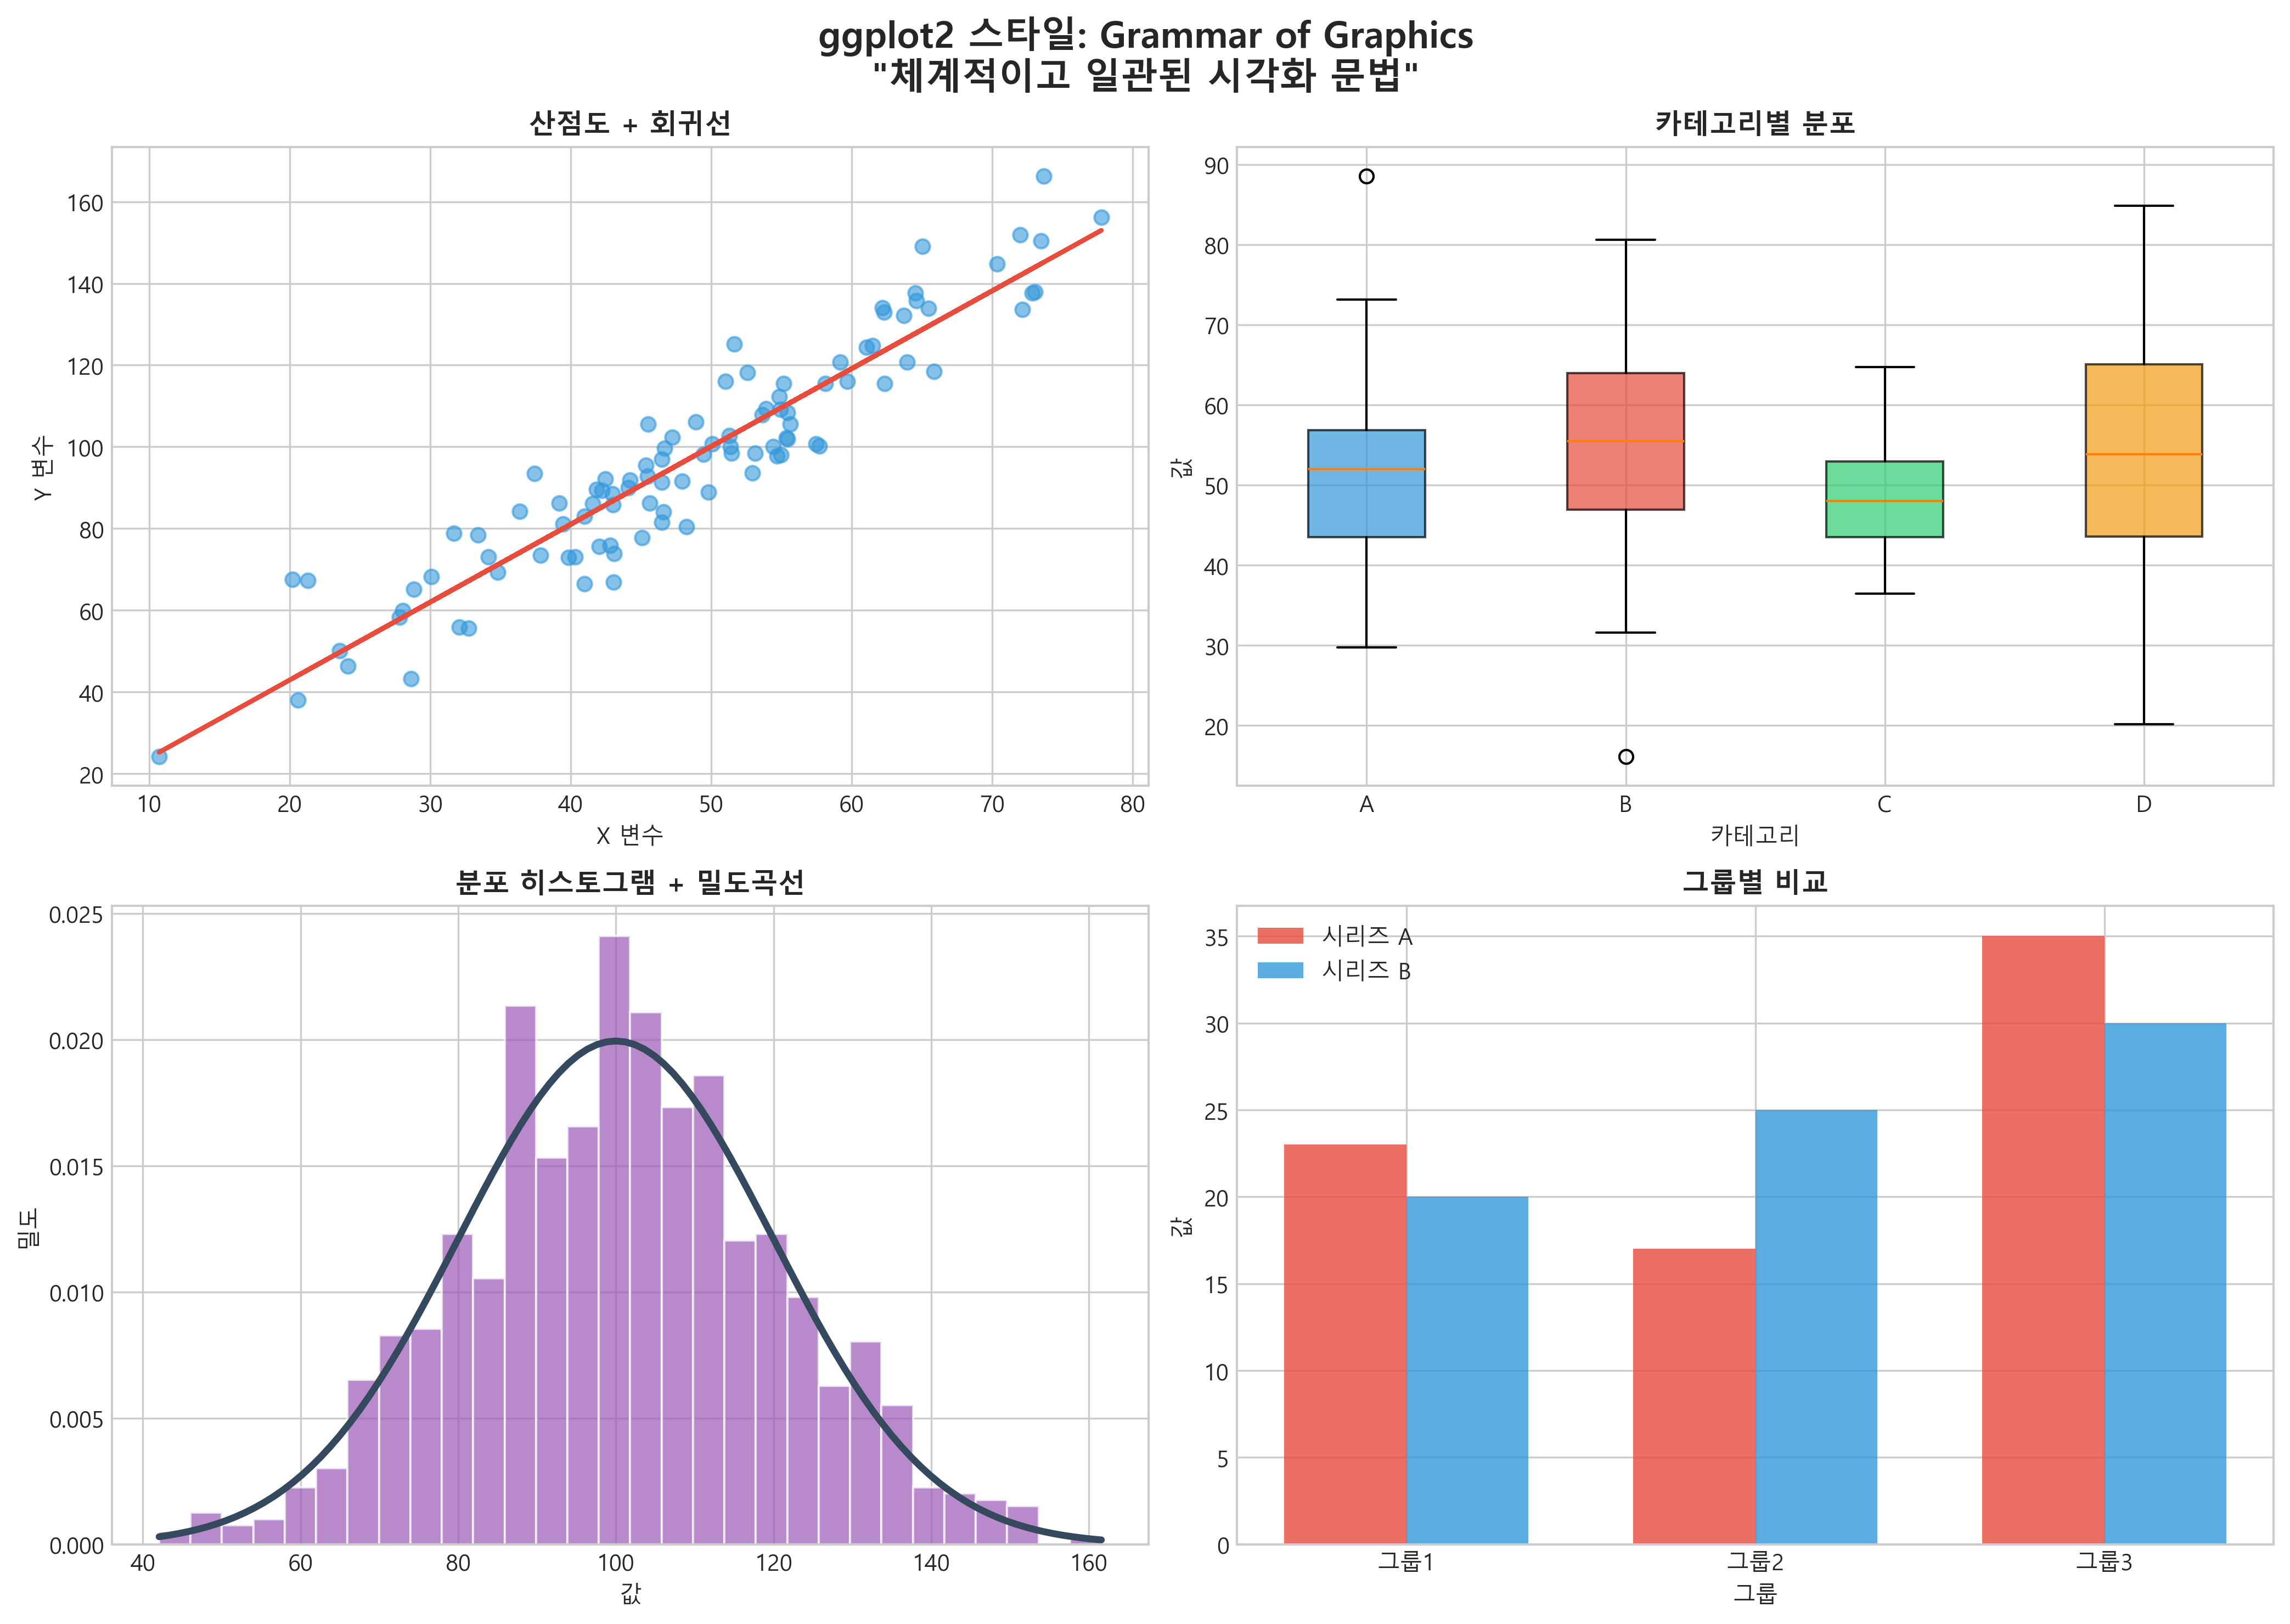 ggplot2 스타일: Grammar of Graphics
"체계적이고 일관된 시각화 문법"
산점도 + 회귀선
160
140
120
100
80
60
40
20
Y 변수
10 20 30 40 50 60 70 80
X 변수
카테고리별 분포
90
80
70
60
50
40
30
20
값
A B C D
카테고리
분포 히스토그램 + 밀도곡선
0.025
0.020
0.015
0.010
0.005
0.000
밀도
40 60 80 100 120 140 160
값
그룹별 비교
시리즈 A
시리즈 B
35
30
25
20
15
10
5
0
값
그룹1 그룹2 그룹3
그룹